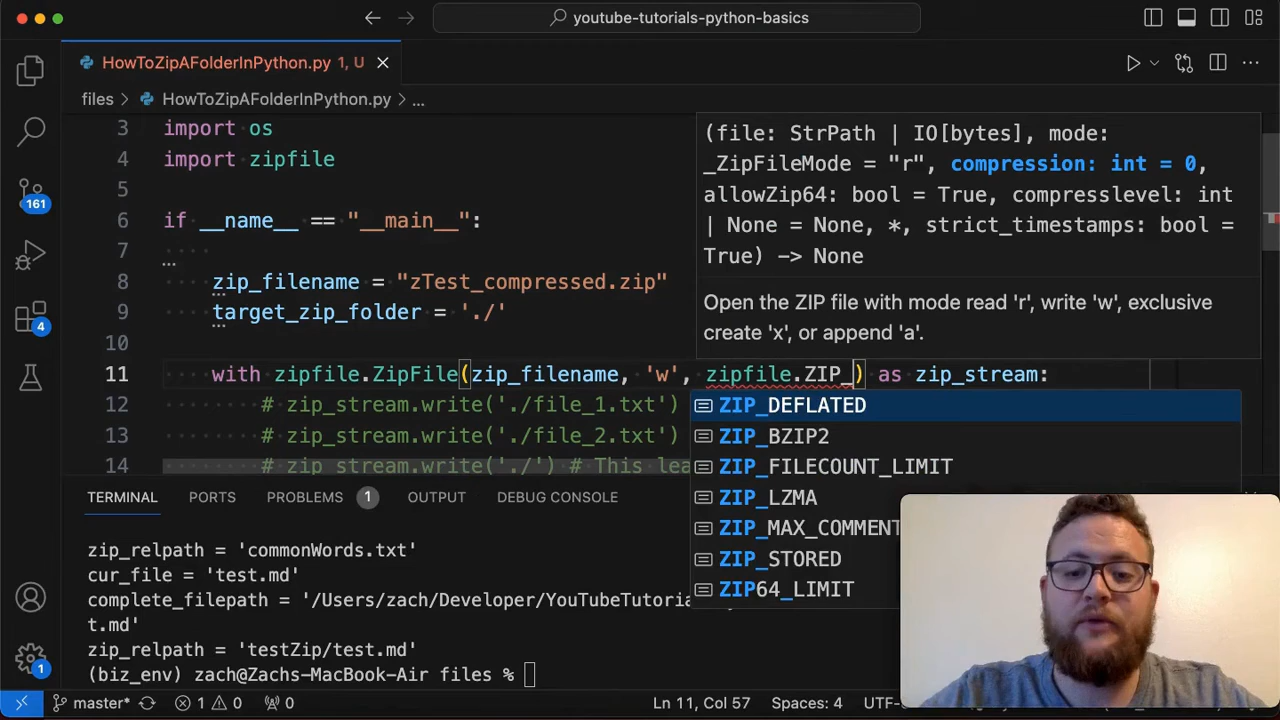 youtube-tutorials-python-basics
HowToZipAFolderInPython.py 1, U
files > HowToZipAFolderInPython.py > ...
3 import os
4 import zipfile
5
6 if __name__ == "__main__":
7
8 zip_filename = "zTest_compressed.zip"
9 target_zip_folder = './'
10
11 with zipfile.ZipFile(zip_filename, 'w', zipfile.ZIP_) as zip_stream:
12 # zip_stream.write('./file_1.txt')
13 # zip_stream.write('./file_2.txt')
14 # zip_stream.write('./') # This lea
(file: StrPath | IO[bytes], mode:
_ZipFileMode = "r", compression: int = 0,
allowZip64: bool = True, compresslevel: int
| None = None, *, strict_timestamps: bool =
True) -> None
Open the ZIP file with mode read 'r', write 'w', exclusive
create 'x', or append 'a'.
ZIP_DEFLATED
ZIP_BZIP2
ZIP_FILECOUNT_LIMIT
ZIP_LZMA
ZIP_MAX_COMMENT
ZIP_STORED
ZIP64_LIMIT
161
4
1
TERMINAL PORTS PROBLEMS 1 OUTPUT DEBUG CONSOLE
zip_relpath = 'commonWords.txt'
cur_file = 'test.md'
complete_filepath = '/Users/zach/Developer/YouTubeTutoria
t.md'
zip_relpath = 'testZip/test.md'
(biz_env) zach@Zachs-MacBook-Air files %
master* 1 0 0 Ln 11, Col 57 Spaces: 4 UTF-